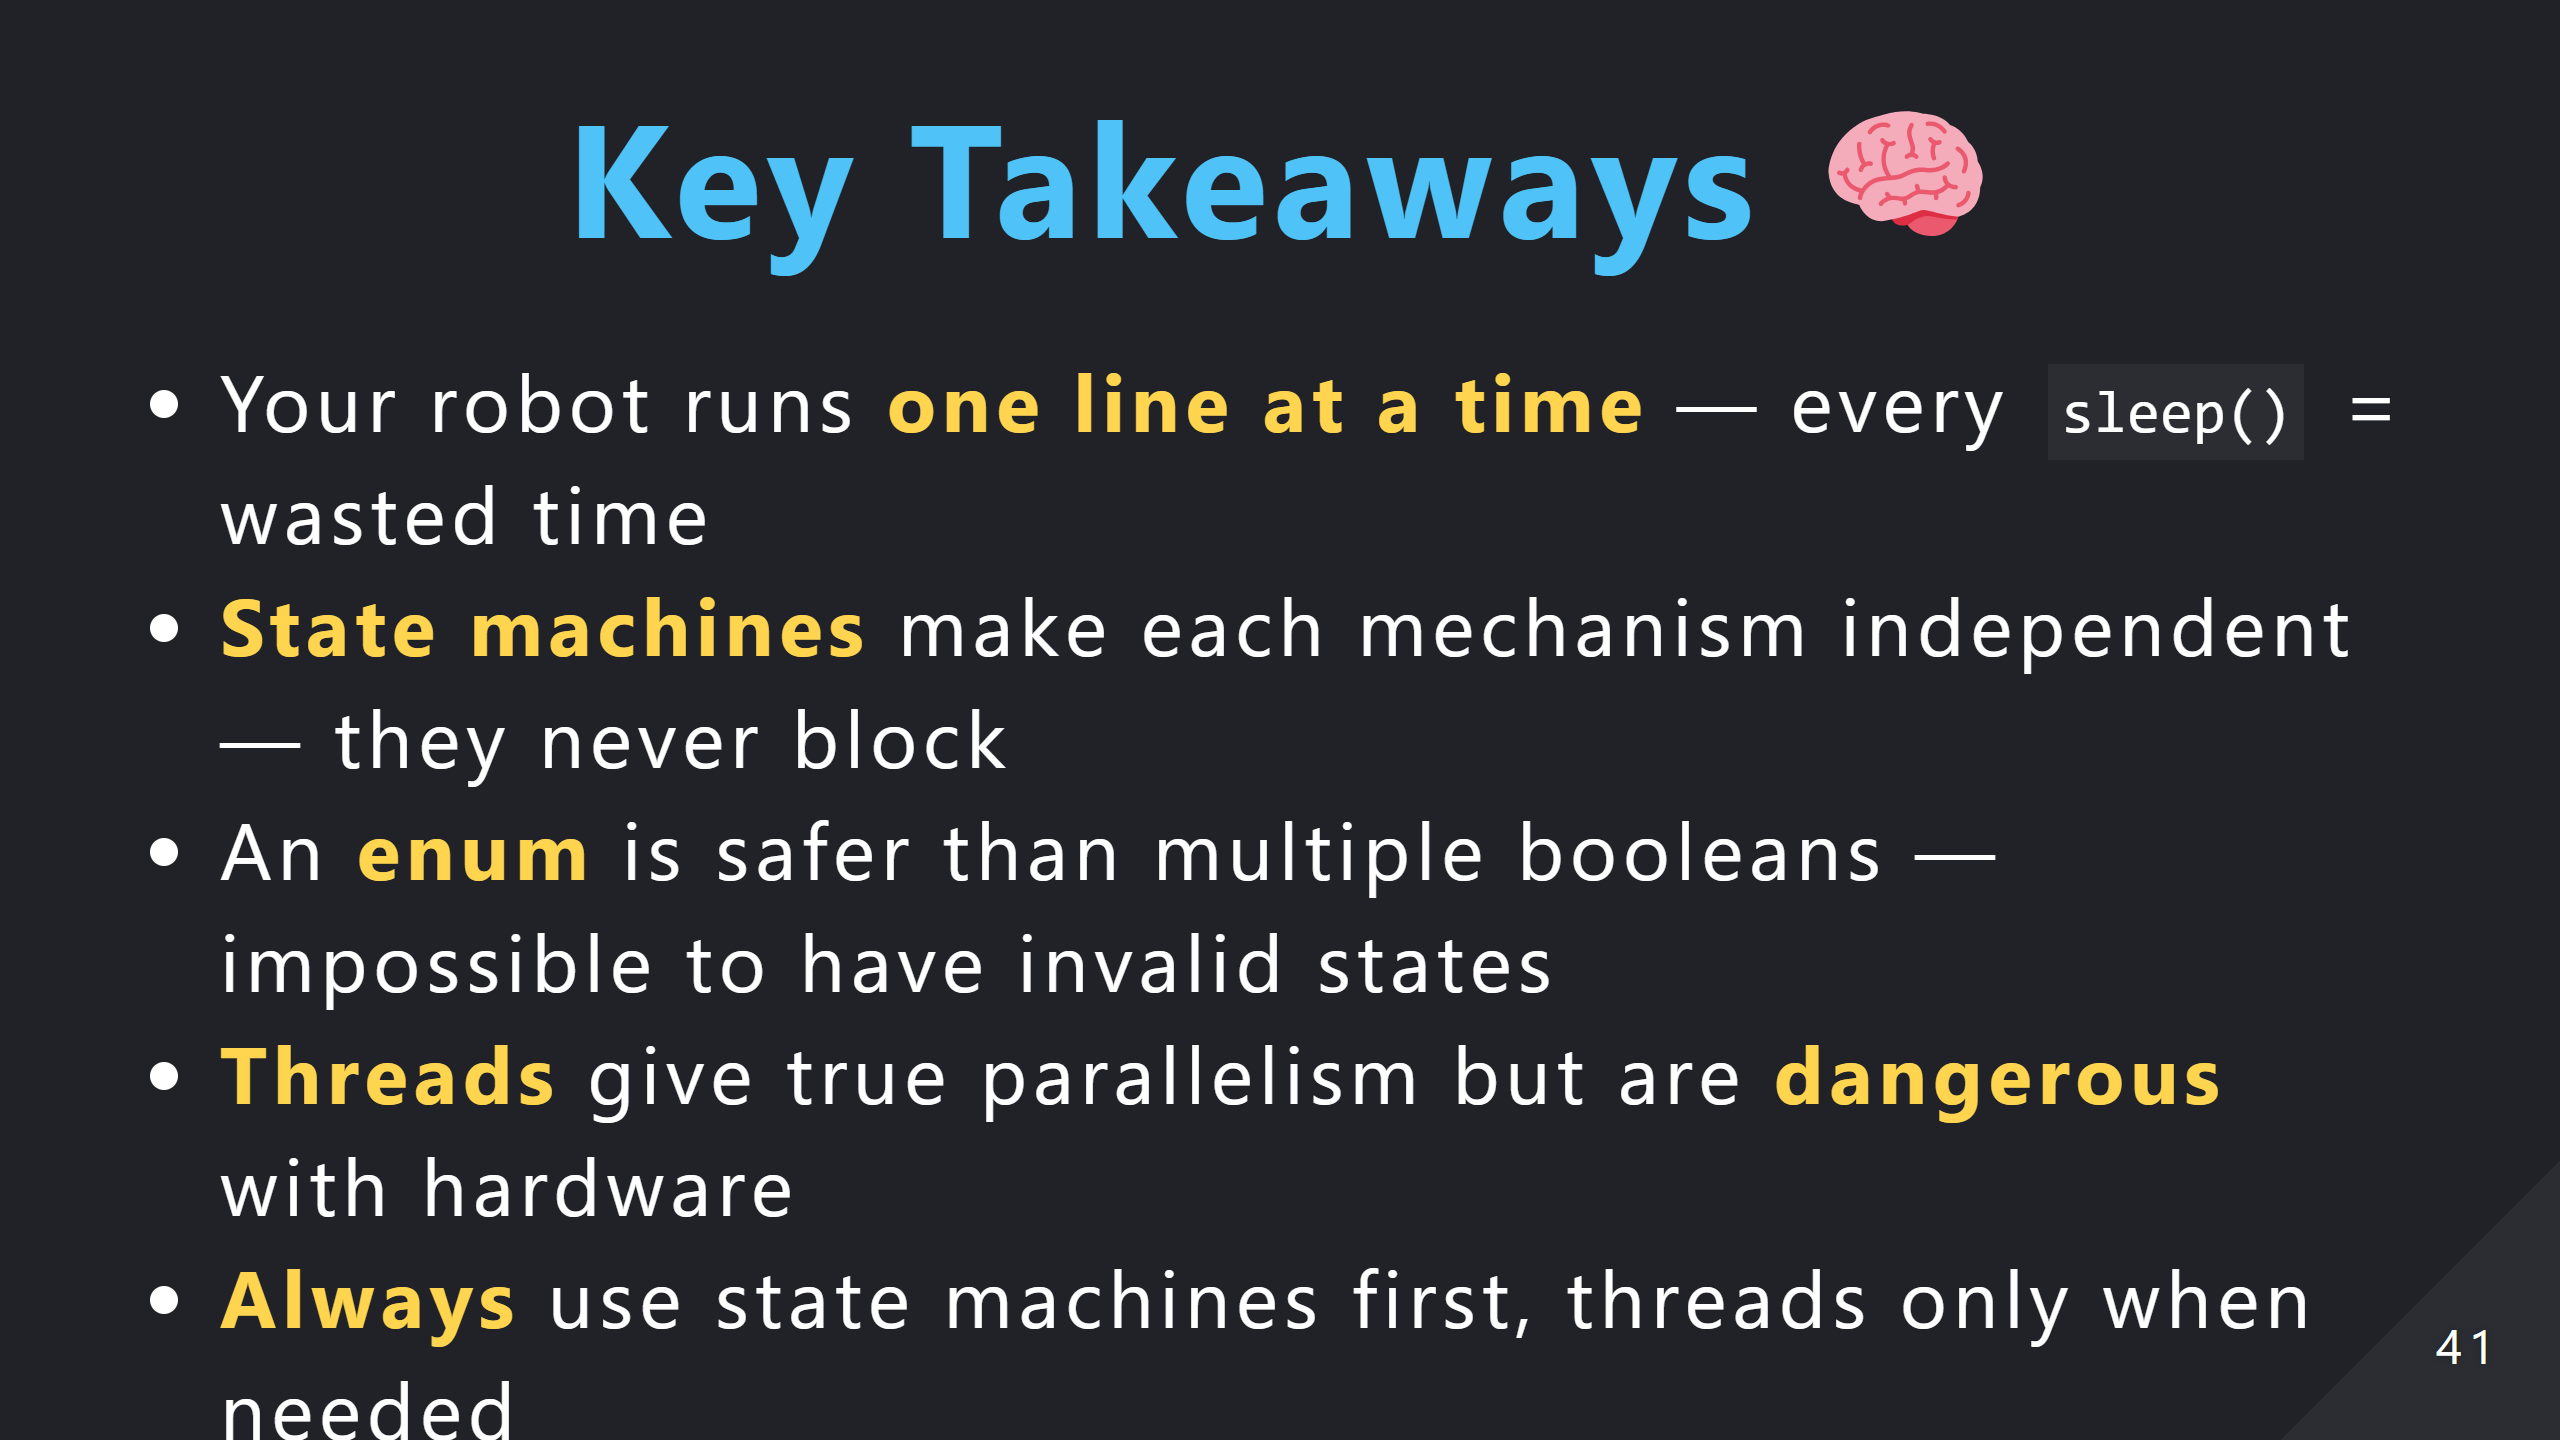 Key Takeaways 🧠
• Your robot runs one line at a time — every sleep() =
wasted time
• State machines make each mechanism independent
— they never block
• An enum is safer than multiple booleans —
impossible to have invalid states
• Threads give true parallelism but are dangerous
with hardware
• Always use state machines first, threads only when
needed
41